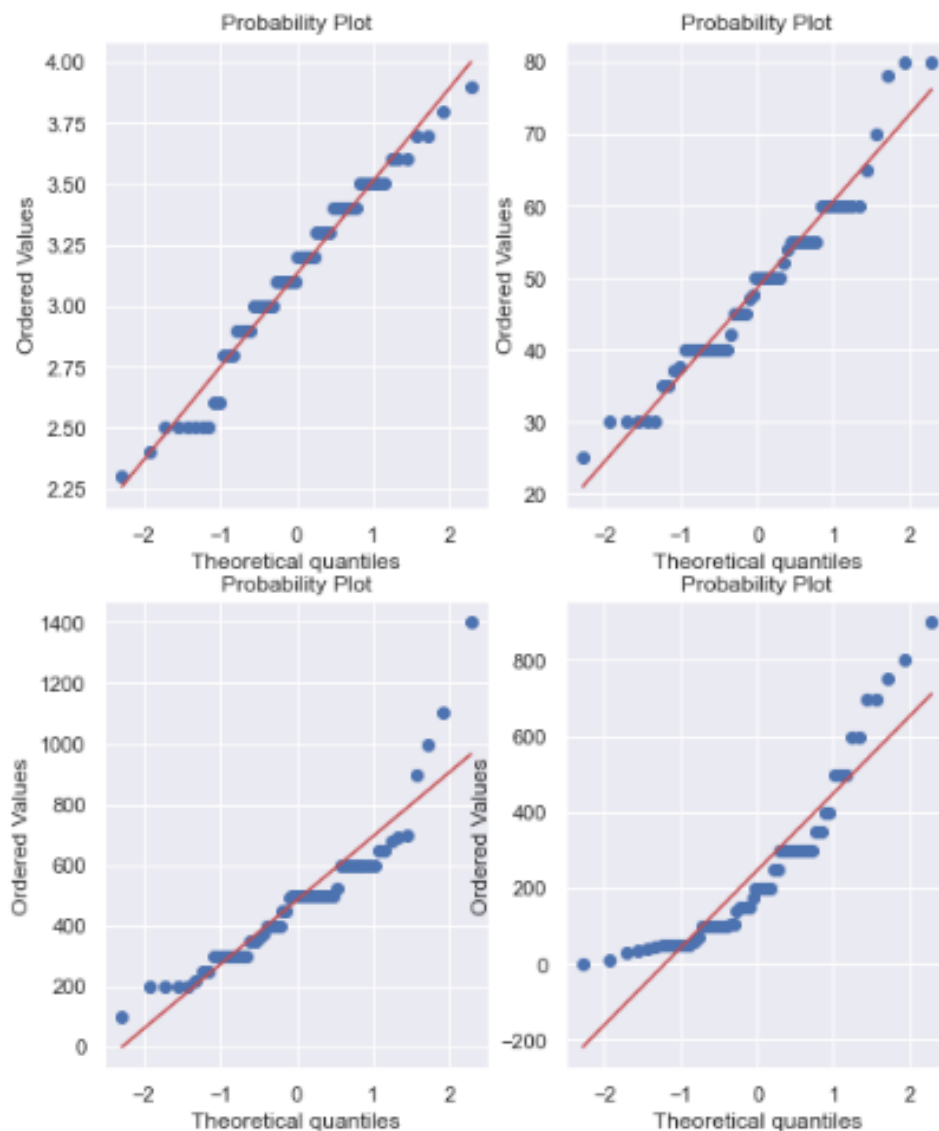 Probability Plot
Ordered Values
4.00
3.75
3.50
3.25
3.00
2.75
2.50
2.25
−2 −1 0 1 2
Theoretical quantiles
Probability Plot
Ordered Values
80
70
60
50
40
30
20
−2 −1 0 1 2
Theoretical quantiles
Probability Plot
Ordered Values
1400
1200
1000
800
600
400
200
0
−2 −1 0 1 2
Theoretical quantiles
Probability Plot
Ordered Values
800
600
400
200
0
−200
−2 −1 0 1 2
Theoretical quantiles